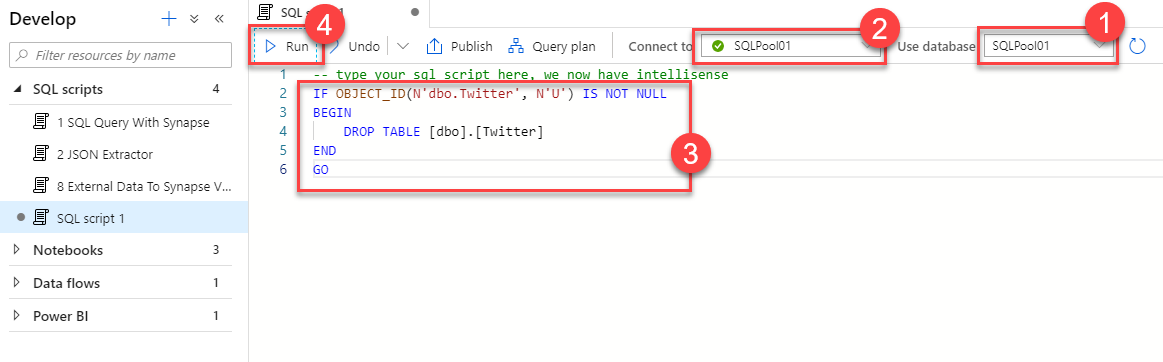 Develop
Filter resources by name
SQL scripts 4
1 SQL Query With Synapse
2 JSON Extractor
8 External Data To Synapse V...
SQL script 1
Notebooks 3
Data flows 1
Power BI 1
SQL 1
4
Run Undo Publish Query plan Connect to SQLPool01 Use database SQLPool01
2
1
1 -- type your sql script here, we now have intellisense
2 IF OBJECT_ID(N'dbo.Twitter', N'U') IS NOT NULL
3 BEGIN
4 DROP TABLE [dbo].[Twitter]
5 END
6 GO
3